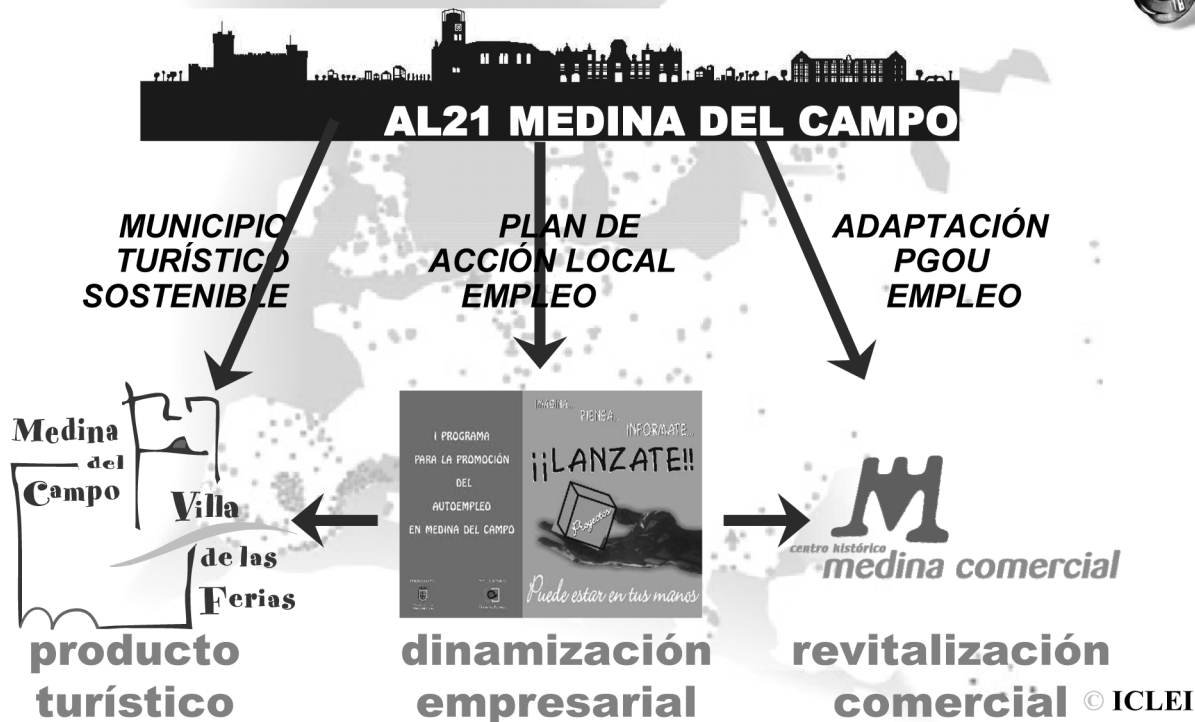 AL21 MEDINA DEL CAMPO
MUNICIPIO
TURÍSTICO
SOSTENIBLE
PLAN DE
ACCIÓN LOCAL
EMPLEO
ADAPTACIÓN
PGOU
EMPLEO
Medina
del
Campo
Villa
de las
Ferias
I PROGRAMA
PARA LA PROMOCIÓN
DEL
AUTOEMPLEO
EN MEDINA DEL CAMPO
IMAGINA...
PIENSA...
INFORMATE...
¡¡LANZATE!!
Proyectos
Puede estar en tus manos
centro histórico
medina comercial
producto
turístico
dinamización
empresarial
revitalización
comercial
© ICLEI